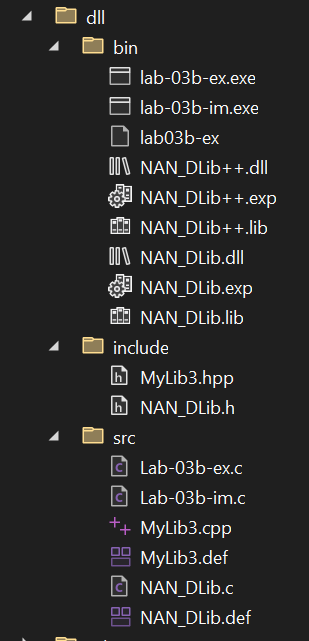 dll
bin
lab-03b-ex.exe
lab-03b-im.exe
lab03b-ex
NAN_DLib++.dll
NAN_DLib++.exp
NAN_DLib++.lib
NAN_DLib.dll
NAN_DLib.exp
NAN_DLib.lib
include
MyLib3.hpp
NAN_DLib.h
src
Lab-03b-ex.c
Lab-03b-im.c
MyLib3.cpp
MyLib3.def
NAN_DLib.c
NAN_DLib.def